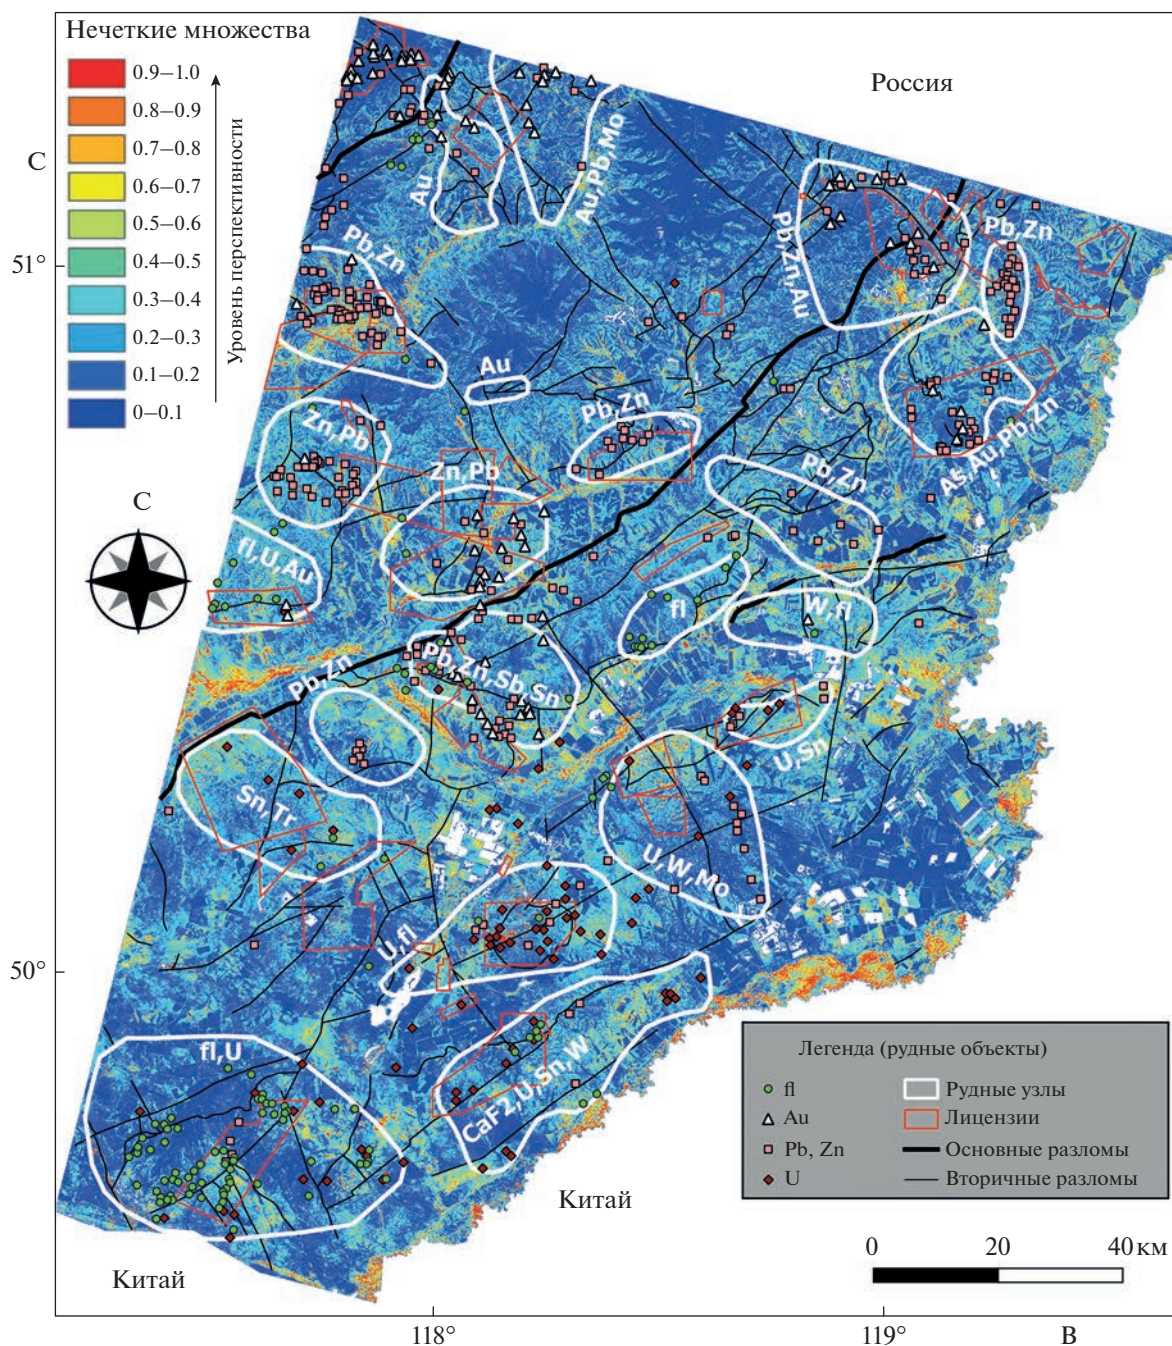 Нечеткие множества
0.9–1.0
0.8–0.9
0.7–0.8
0.6–0.7
0.5–0.6
0.4–0.5
0.3–0.4
0.2–0.3
0.1–0.2
0–0.1
Уровень перспективности
Россия
С
51°
С
50°
Au
Au,Pb,Mo
Pb,Zn,Au
Pb,Zn
Pb,Zn
Au
Pb,Zn
Zn,Pb
Zn,Pb
Pb,Zn
As,Au,Pb,Zn
fl,U,Au
fl
W,fl
Pb,Zn
Pb,Zn,Sb,Sn
U,Sn
Sn,Tr
U,W,Mo
U,fl
fl,U
CaF2,U,Sn,W
Китай
Китай
Легенда (рудные объекты)
fl
Au
Pb, Zn
U
Рудные узлы
Лицензии
Основные разломы
Вторичные разломы
0 20 40 км
118° 119° В